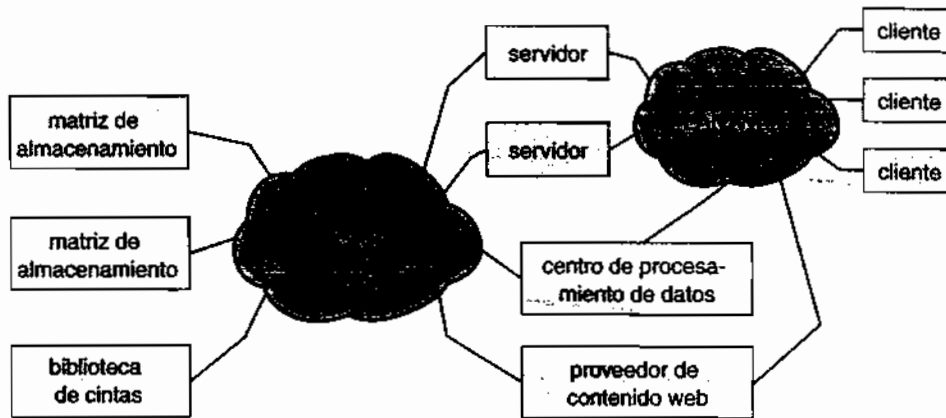 servidor
cliente
matriz de
almacenamiento
servidor
cliente
cliente
matriz de
almacenamiento
centro de procesa-
miento de datos
biblioteca
de cintas
proveedor de
contenido web